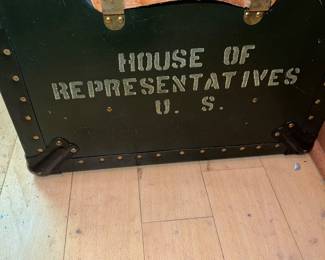 HOUSE OF
REPRESENTATIVES
U. S.